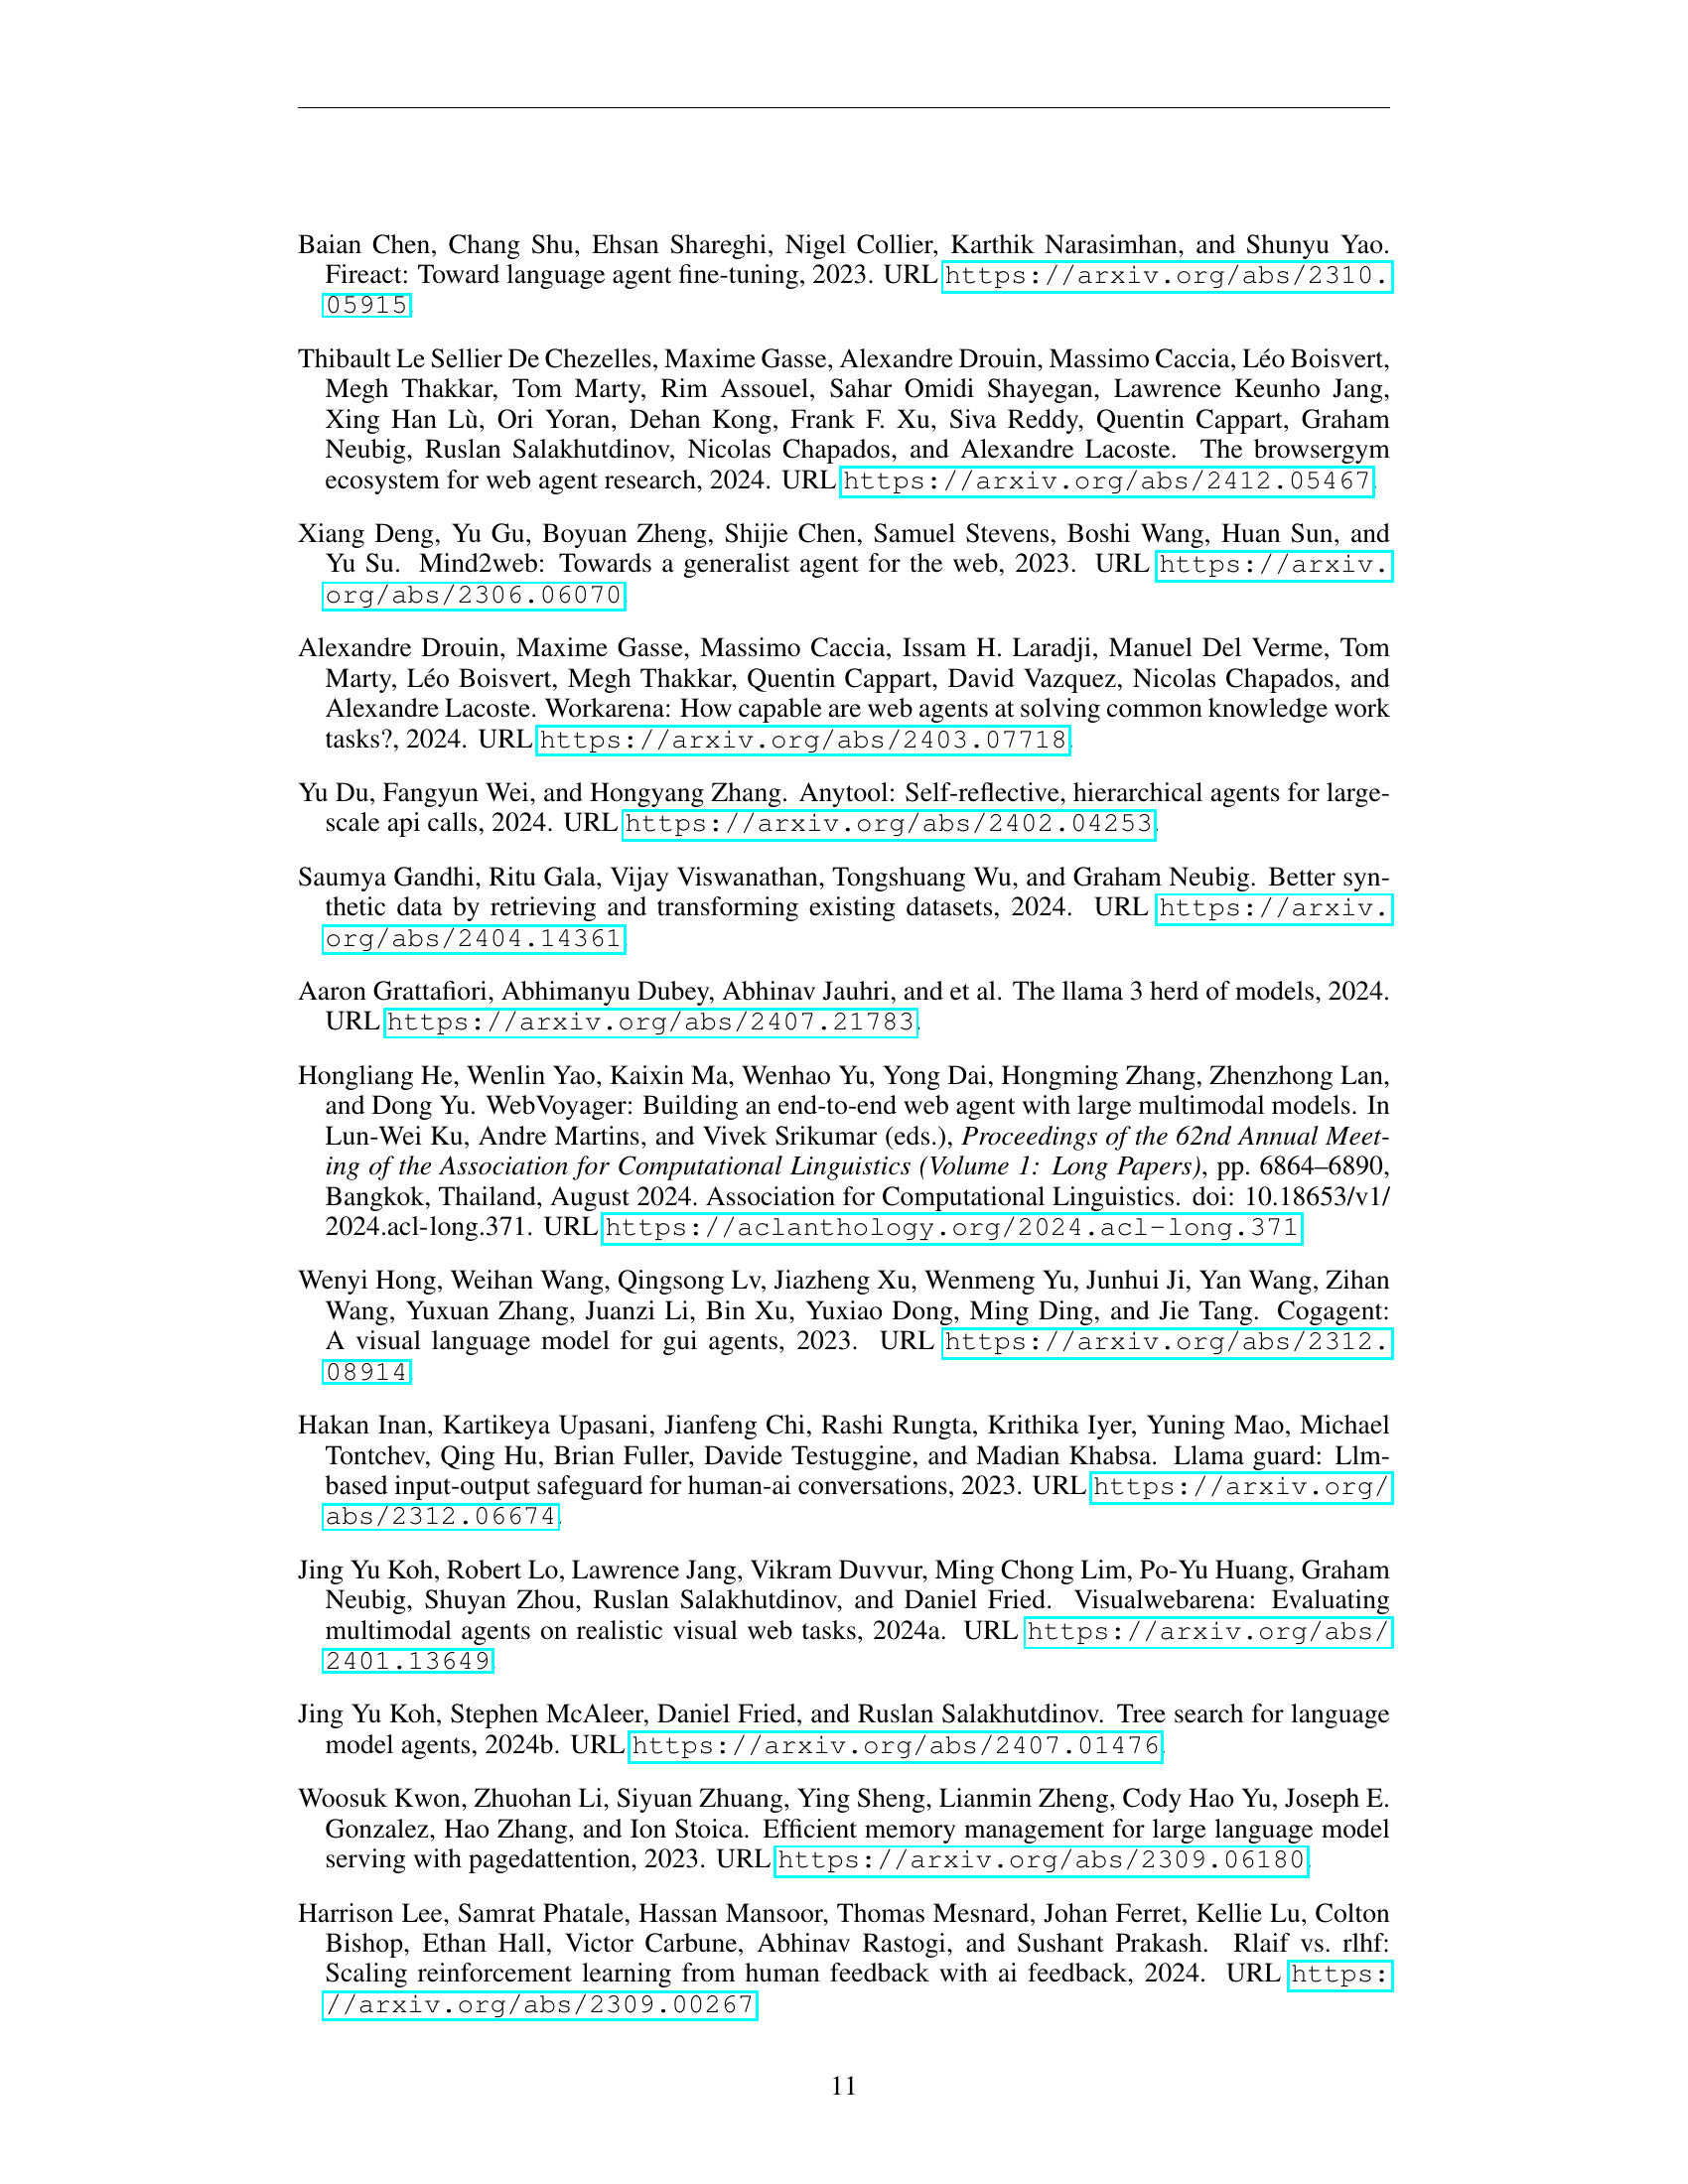 Baian Chen, Chang Shu, Ehsan Shareghi, Nigel Collier, Karthik Narasimhan, and Shunyu Yao.
Fireact: Toward language agent fine-tuning, 2023. URL https://arxiv.org/abs/2310.
05915.
Thibault Le Sellier De Chezelles, Maxime Gasse, Alexandre Drouin, Massimo Caccia, Léo Boisvert,
Megh Thakkar, Tom Marty, Rim Assouel, Sahar Omidi Shayegan, Lawrence Keunho Jang,
Xing Han Lù, Ori Yoran, Dehan Kong, Frank F. Xu, Siva Reddy, Quentin Cappart, Graham
Neubig, Ruslan Salakhutdinov, Nicolas Chapados, and Alexandre Lacoste. The browsergym
ecosystem for web agent research, 2024. URL https://arxiv.org/abs/2412.05467.
Xiang Deng, Yu Gu, Boyuan Zheng, Shijie Chen, Samuel Stevens, Boshi Wang, Huan Sun, and
Yu Su. Mind2web: Towards a generalist agent for the web, 2023. URL https://arxiv.
org/abs/2306.06070.
Alexandre Drouin, Maxime Gasse, Massimo Caccia, Issam H. Laradji, Manuel Del Verme, Tom
Marty, Léo Boisvert, Megh Thakkar, Quentin Cappart, David Vazquez, Nicolas Chapados, and
Alexandre Lacoste. Workarena: How capable are web agents at solving common knowledge work
tasks?, 2024. URL https://arxiv.org/abs/2403.07718.
Yu Du, Fangyun Wei, and Hongyang Zhang. Anytool: Self-reflective, hierarchical agents for large-
scale api calls, 2024. URL https://arxiv.org/abs/2402.04253.
Saumya Gandhi, Ritu Gala, Vijay Viswanathan, Tongshuang Wu, and Graham Neubig. Better syn-
thetic data by retrieving and transforming existing datasets, 2024. URL https://arxiv.
org/abs/2404.14361.
Aaron Grattafiori, Abhimanyu Dubey, Abhinav Jauhri, and et al. The llama 3 herd of models, 2024.
URL https://arxiv.org/abs/2407.21783.
Hongliang He, Wenlin Yao, Kaixin Ma, Wenhao Yu, Yong Dai, Hongming Zhang, Zhenzhong Lan,
and Dong Yu. WebVoyager: Building an end-to-end web agent with large multimodal models. In
Lun-Wei Ku, Andre Martins, and Vivek Srikumar (eds.), Proceedings of the 62nd Annual Meet-
ing of the Association for Computational Linguistics (Volume 1: Long Papers), pp. 6864–6890,
Bangkok, Thailand, August 2024. Association for Computational Linguistics. doi: 10.18653/v1/
2024.acl-long.371. URL https://aclanthology.org/2024.acl-long.371.
Wenyi Hong, Weihan Wang, Qingsong Lv, Jiazheng Xu, Wenmeng Yu, Junhui Ji, Yan Wang, Zihan
Wang, Yuxuan Zhang, Juanzi Li, Bin Xu, Yuxiao Dong, Ming Ding, and Jie Tang. Cogagent:
A visual language model for gui agents, 2023. URL https://arxiv.org/abs/2312.
08914.
Hakan Inan, Kartikeya Upasani, Jianfeng Chi, Rashi Rungta, Krithika Iyer, Yuning Mao, Michael
Tontchev, Qing Hu, Brian Fuller, Davide Testuggine, and Madian Khabsa. Llama guard: Llm-
based input-output safeguard for human-ai conversations, 2023. URL https://arxiv.org/
abs/2312.06674.
Jing Yu Koh, Robert Lo, Lawrence Jang, Vikram Duvvur, Ming Chong Lim, Po-Yu Huang, Graham
Neubig, Shuyan Zhou, Ruslan Salakhutdinov, and Daniel Fried. Visualwebarena: Evaluating
multimodal agents on realistic visual web tasks, 2024a. URL https://arxiv.org/abs/
2401.13649.
Jing Yu Koh, Stephen McAleer, Daniel Fried, and Ruslan Salakhutdinov. Tree search for language
model agents, 2024b. URL https://arxiv.org/abs/2407.01476.
Woosuk Kwon, Zhuohan Li, Siyuan Zhuang, Ying Sheng, Lianmin Zheng, Cody Hao Yu, Joseph E.
Gonzalez, Hao Zhang, and Ion Stoica. Efficient memory management for large language model
serving with pagedattention, 2023. URL https://arxiv.org/abs/2309.06180.
Harrison Lee, Samrat Phatale, Hassan Mansoor, Thomas Mesnard, Johan Ferret, Kellie Lu, Colton
Bishop, Ethan Hall, Victor Carbune, Abhinav Rastogi, and Sushant Prakash. Rlaif vs. rlhf:
Scaling reinforcement learning from human feedback with ai feedback, 2024. URL https:
//arxiv.org/abs/2309.00267.
11